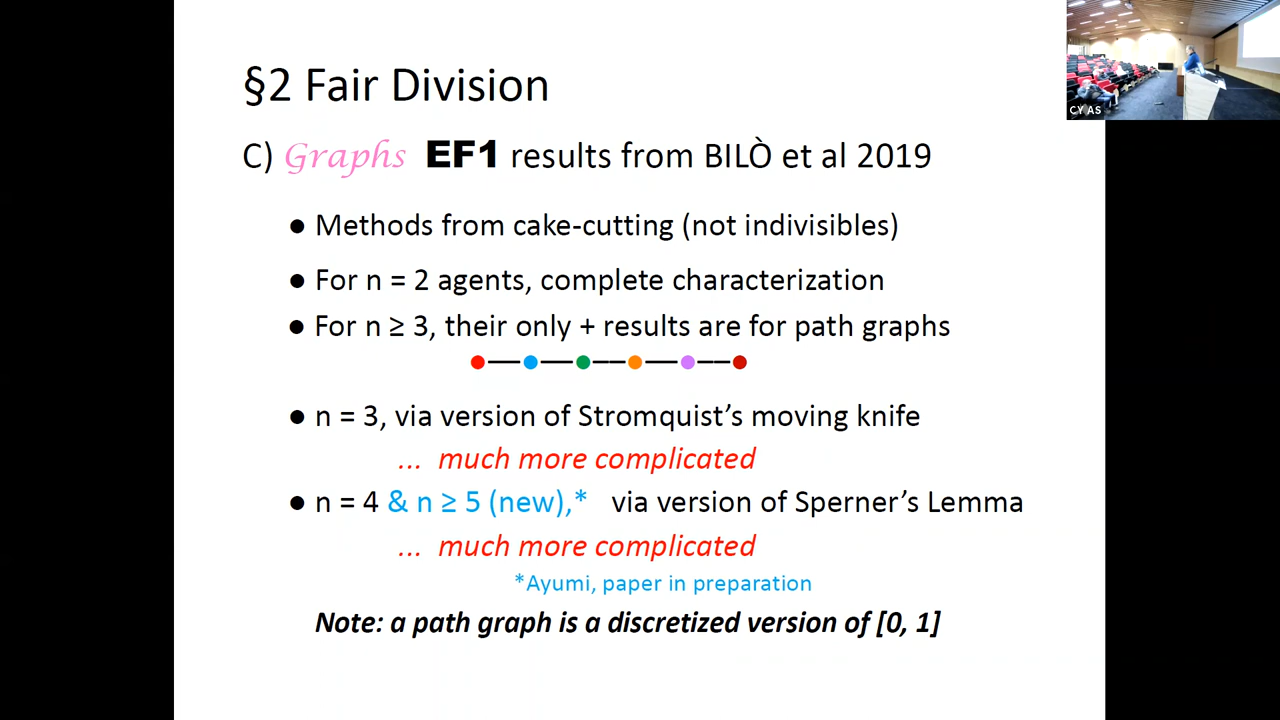 §2 Fair Division
C) Graphs EF1 results from BILÒ et al 2019
● Methods from cake-cutting (not indivisibles)
● For n = 2 agents, complete characterization
● For n ≥ 3, their only + results are for path graphs
● n = 3, via version of Stromquist’s moving knife
... much more complicated
● n = 4 & n ≥ 5 (new),* via version of Sperner’s Lemma
... much more complicated
*Ayumi, paper in preparation
Note: a path graph is a discretized version of [0, 1]
CY AS